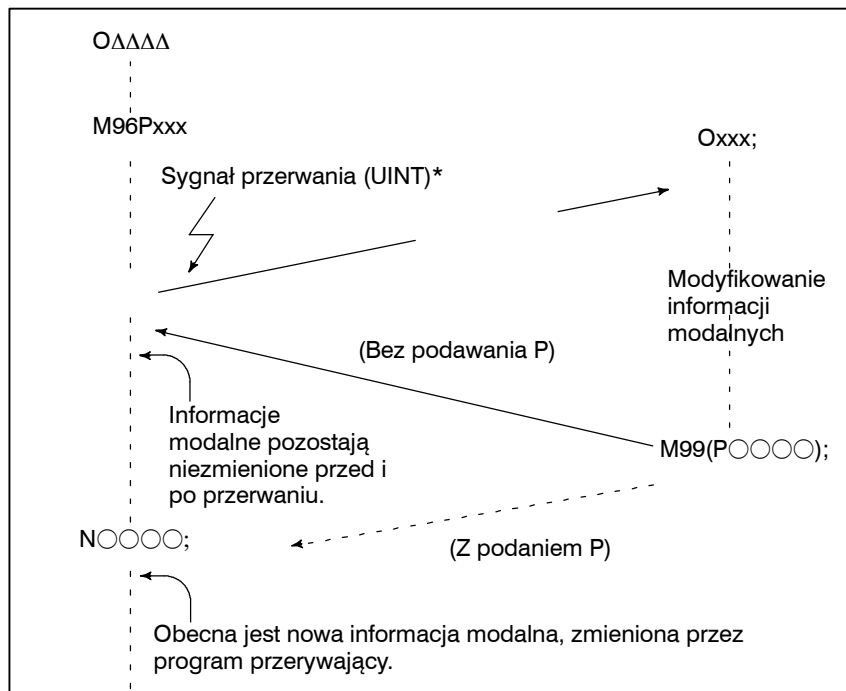 OΔΔΔΔ
M96Pxxx
Oxxx;
Sygnał przerwania (UINT)*
Modyfikowanie
informacji
modalnych
(Bez podawania P)
Informacje
modalne pozostają
niezmienione przed i
po przerwaniu.
M99(P○○○○);
N○○○○;
(Z podaniem P)
Obecna jest nowa informacja modalna, zmieniona przez
program przerywający.